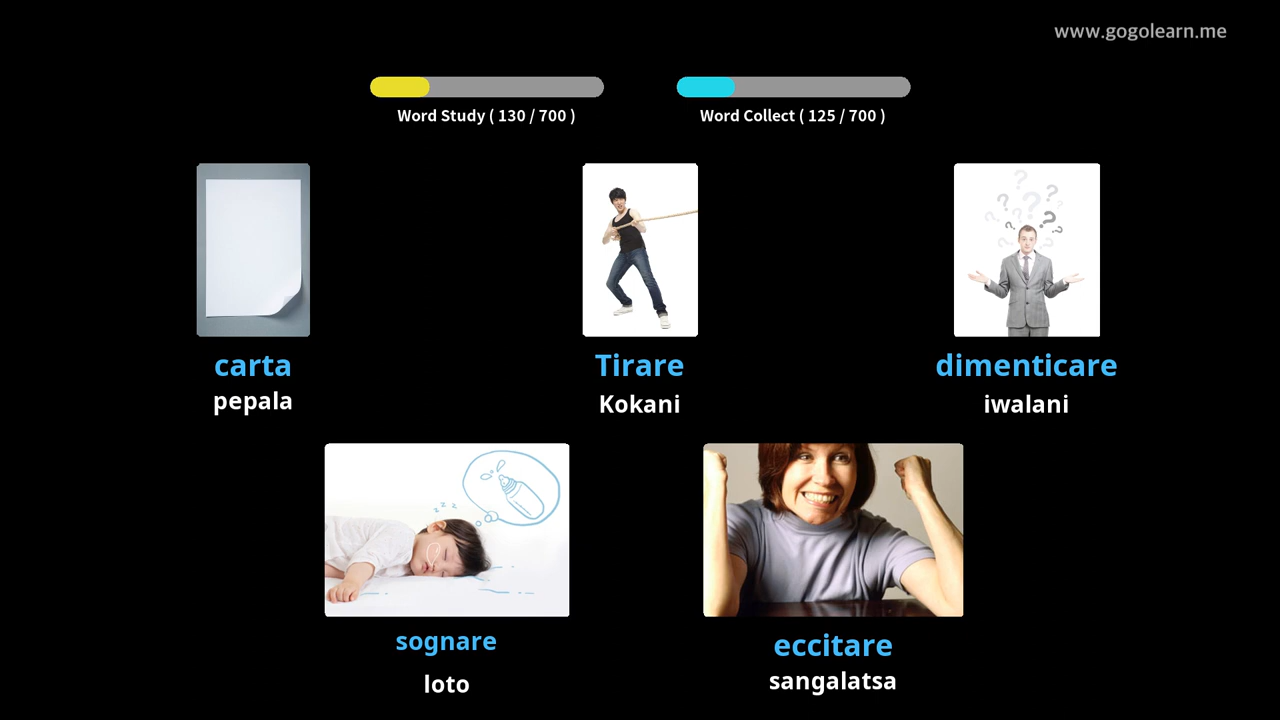 www.gogolearn.me
Word Study ( 130 / 700 )
Word Collect ( 125 / 700 )
carta
pepala
Tirare
Kokani
dimenticare
iwalani
sognare
loto
eccitare
sangalatsa